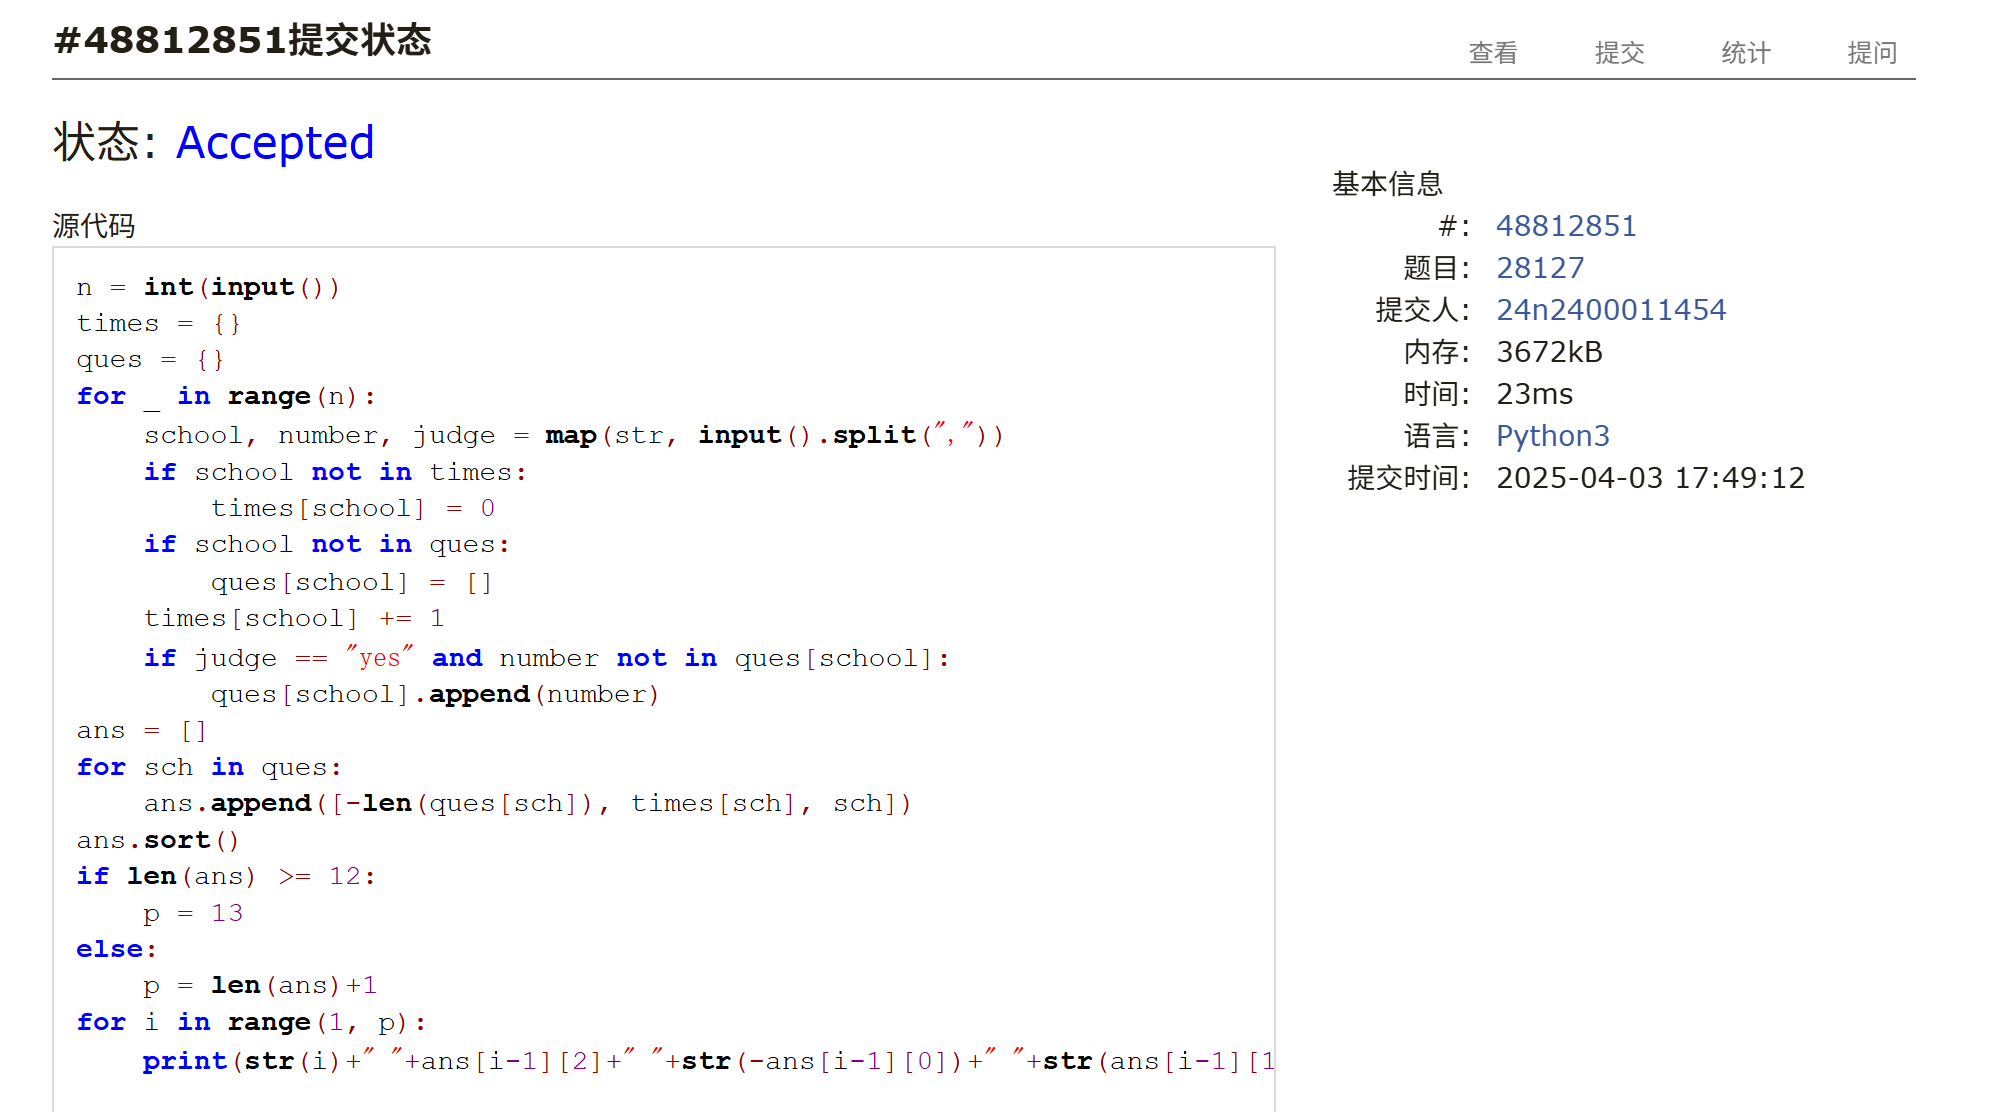 #48812851提交状态
查看 提交 统计 提问
状态: Accepted
源代码
n = int(input())
times = {}
ques = {}
for _ in range(n):
    school, number, judge = map(str, input().split(","))
    if school not in times:
        times[school] = 0
    if school not in ques:
        ques[school] = []
    times[school] += 1
    if judge == "yes" and number not in ques[school]:
        ques[school].append(number)
ans = []
for sch in ques:
    ans.append([-len(ques[sch]), times[sch], sch])
ans.sort()
if len(ans) >= 12:
    p = 13
else:
    p = len(ans)+1
for i in range(1, p):
    print(str(i)+" "+ans[i-1][2]+" "+str(-ans[i-1][0])+" "+str(ans[i-1][1
基本信息
#: 48812851
题目: 28127
提交人: 24n2400011454
内存: 3672kB
时间: 23ms
语言: Python3
提交时间: 2025-04-03 17:49:12